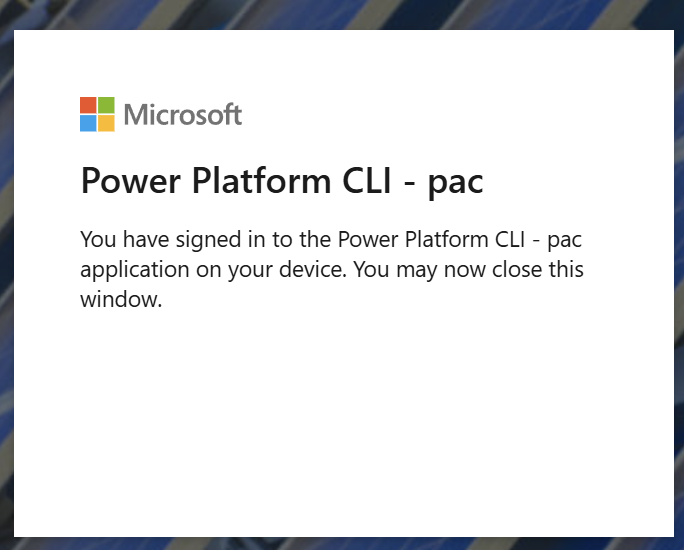 Microsoft
Power Platform CLI - pac
You have signed in to the Power Platform CLI - pac
application on your device. You may now close this
window.